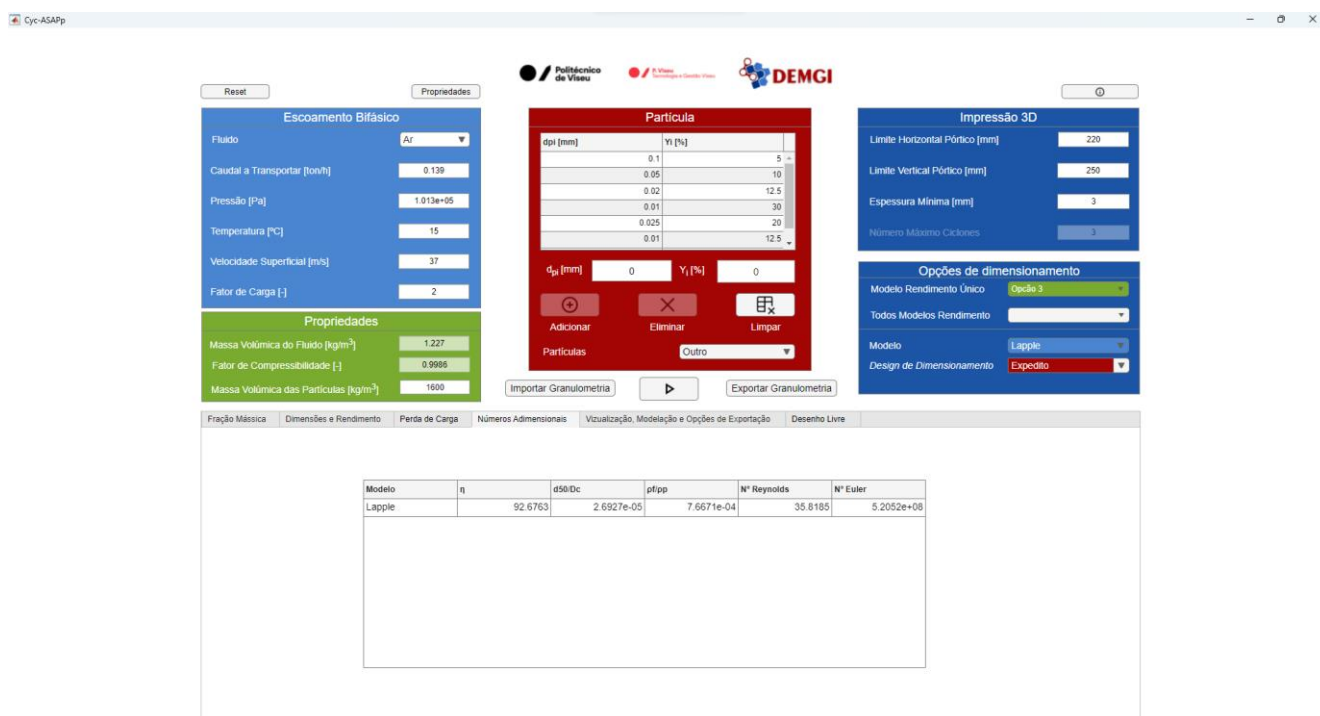 Cyc-ASAPp
Politécnico
de Viseu
P. Viseu
DEMGI
Reset
Propriedades
Escoamento Bifásico
Fluido Ar
Caudal a Transportar [ton/h] 0.139
Pressão [Pa] 1.013e+05
Temperatura [ºC] 15
Velocidade Superficial [m/s] 37
Fator de Carga [-] 2
Propriedades
Massa Volúmica do Fluido [kg/m3] 1.227
Fator de Compressibilidade [-] 0.9986
Massa Volúmica das Partículas [kg/m3] 1600
Partícula
dpi [mm] Yi [%]
0.1 5
0.05 10
0.02 12.5
0.01 30
0.025 20
0.01 12.5
dpi [mm] 0 Yi [%] 0
Adicionar Eliminar Limpar
Partículas Outro
Importar Granulometria Exportar Granulometria
Impressão 3D
Limite Horizontal Pórtico [mm] 220
Limite Vertical Pórtico [mm] 250
Espessura Mínima [mm] 3
Número Máximo Ciclones 3
Opções de dimensionamento
Modelo Rendimento Único Opcão 3
Todos Modelos Rendimento
Modelo Lapple
Design de Dimensionamento Expedito
Fração Mássica Dimensões e Rendimento Perda de Carga Números Adimensionais Vizualização, Modelação e Opções de Exportação Desenho Livre
Modelo η d50/Dc ρf/ρp Nº Reynolds Nº Euler
Lapple 92.6763 2.6927e-05 7.6671e-04 35.8185 5.2052e+08